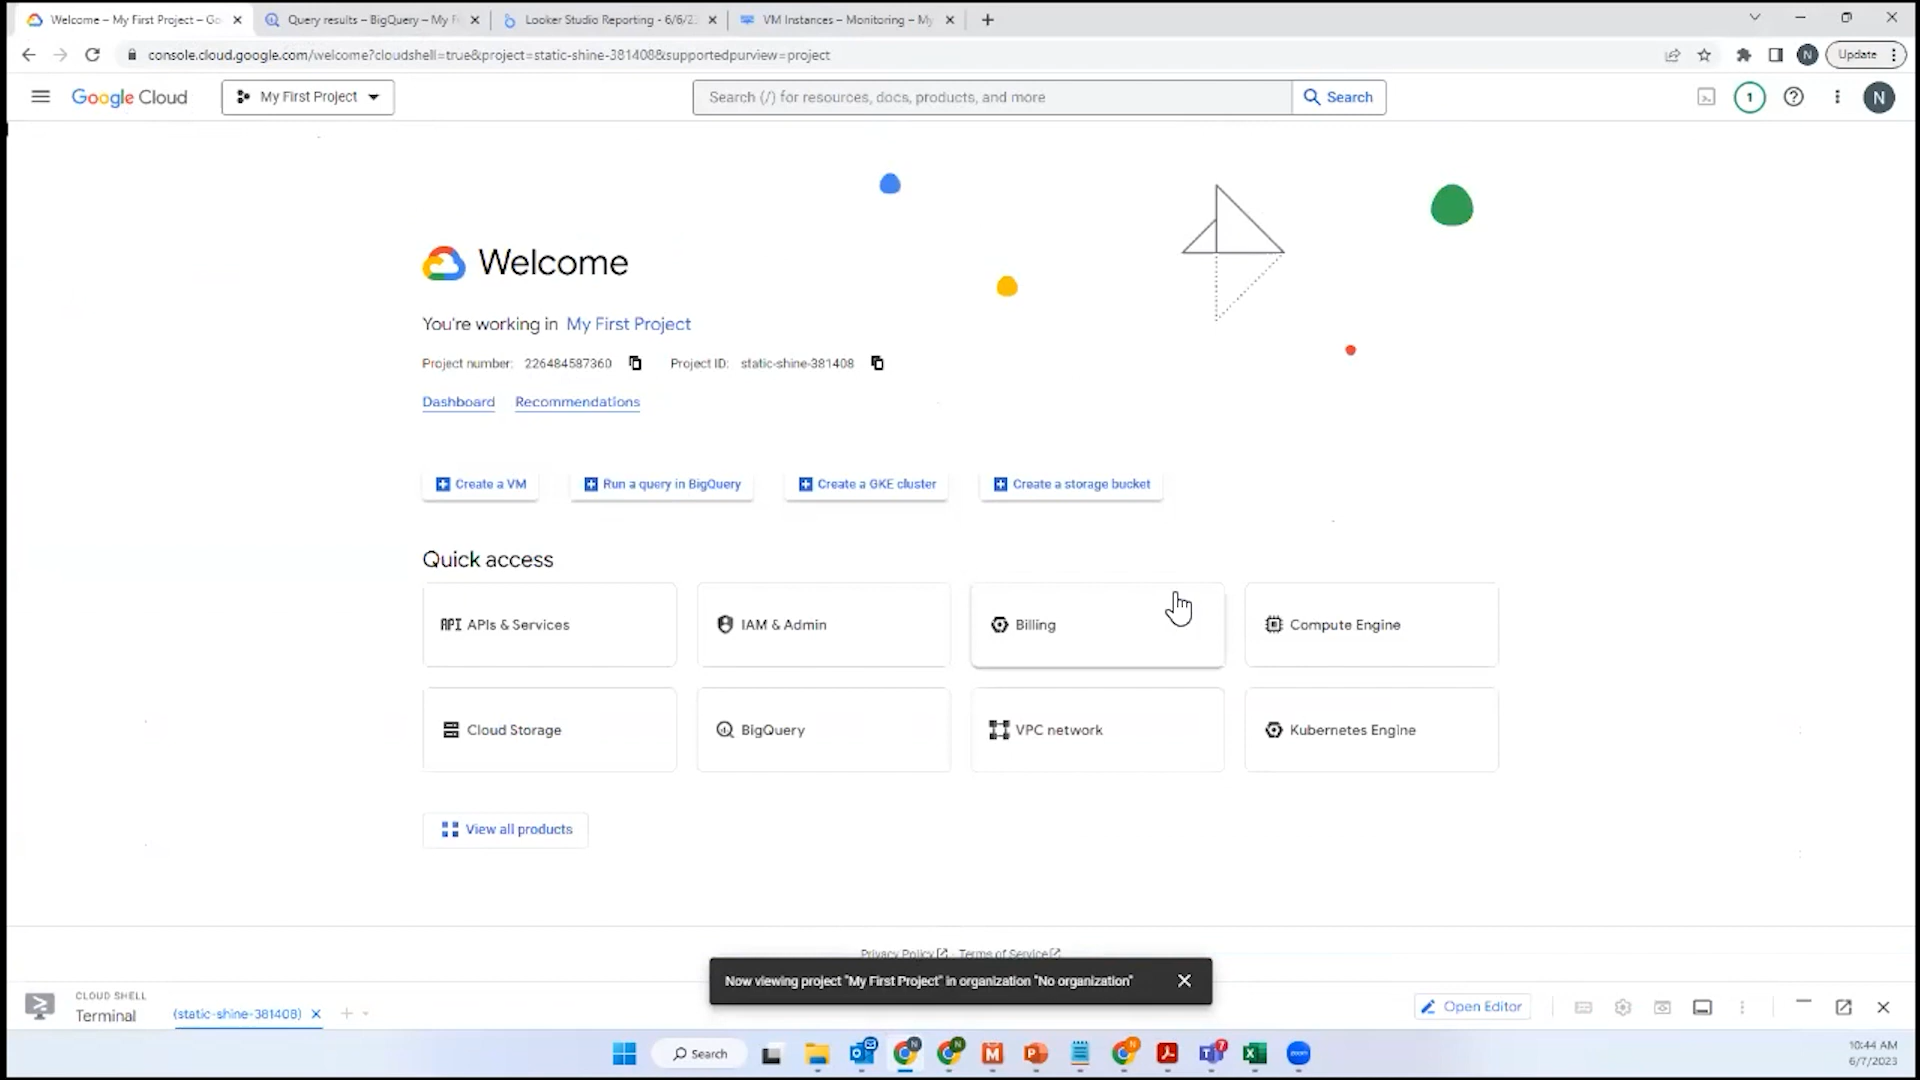 Welcome – My First Project – Go
Query results – BigQuery – My F
Looker Studio Reporting - 6/6/2
VM Instances – Monitoring – My
console.cloud.google.com/welcome?cloudshell=true&project=static-shine-381408&supportedpurview=project
N
Update
Google Cloud
My First Project
Search (/) for resources, docs, products, and more
Search
1
N
Welcome
You're working in My First Project
Project number: 226484587360
Project ID: static-shine-381408
Dashboard
Recommendations
Create a VM
Run a query in BigQuery
Create a GKE cluster
Create a storage bucket
Quick access
API APIs & Services
IAM & Admin
Billing
Compute Engine
Cloud Storage
BigQuery
VPC network
Kubernetes Engine
View all products
Privacy Policy · Terms of Service
Now viewing project "My First Project" in organization "No organization"
CLOUD SHELL
Terminal
(static-shine-381408)
Open Editor
Search
7
zoom
10:44 AM
6/7/2023